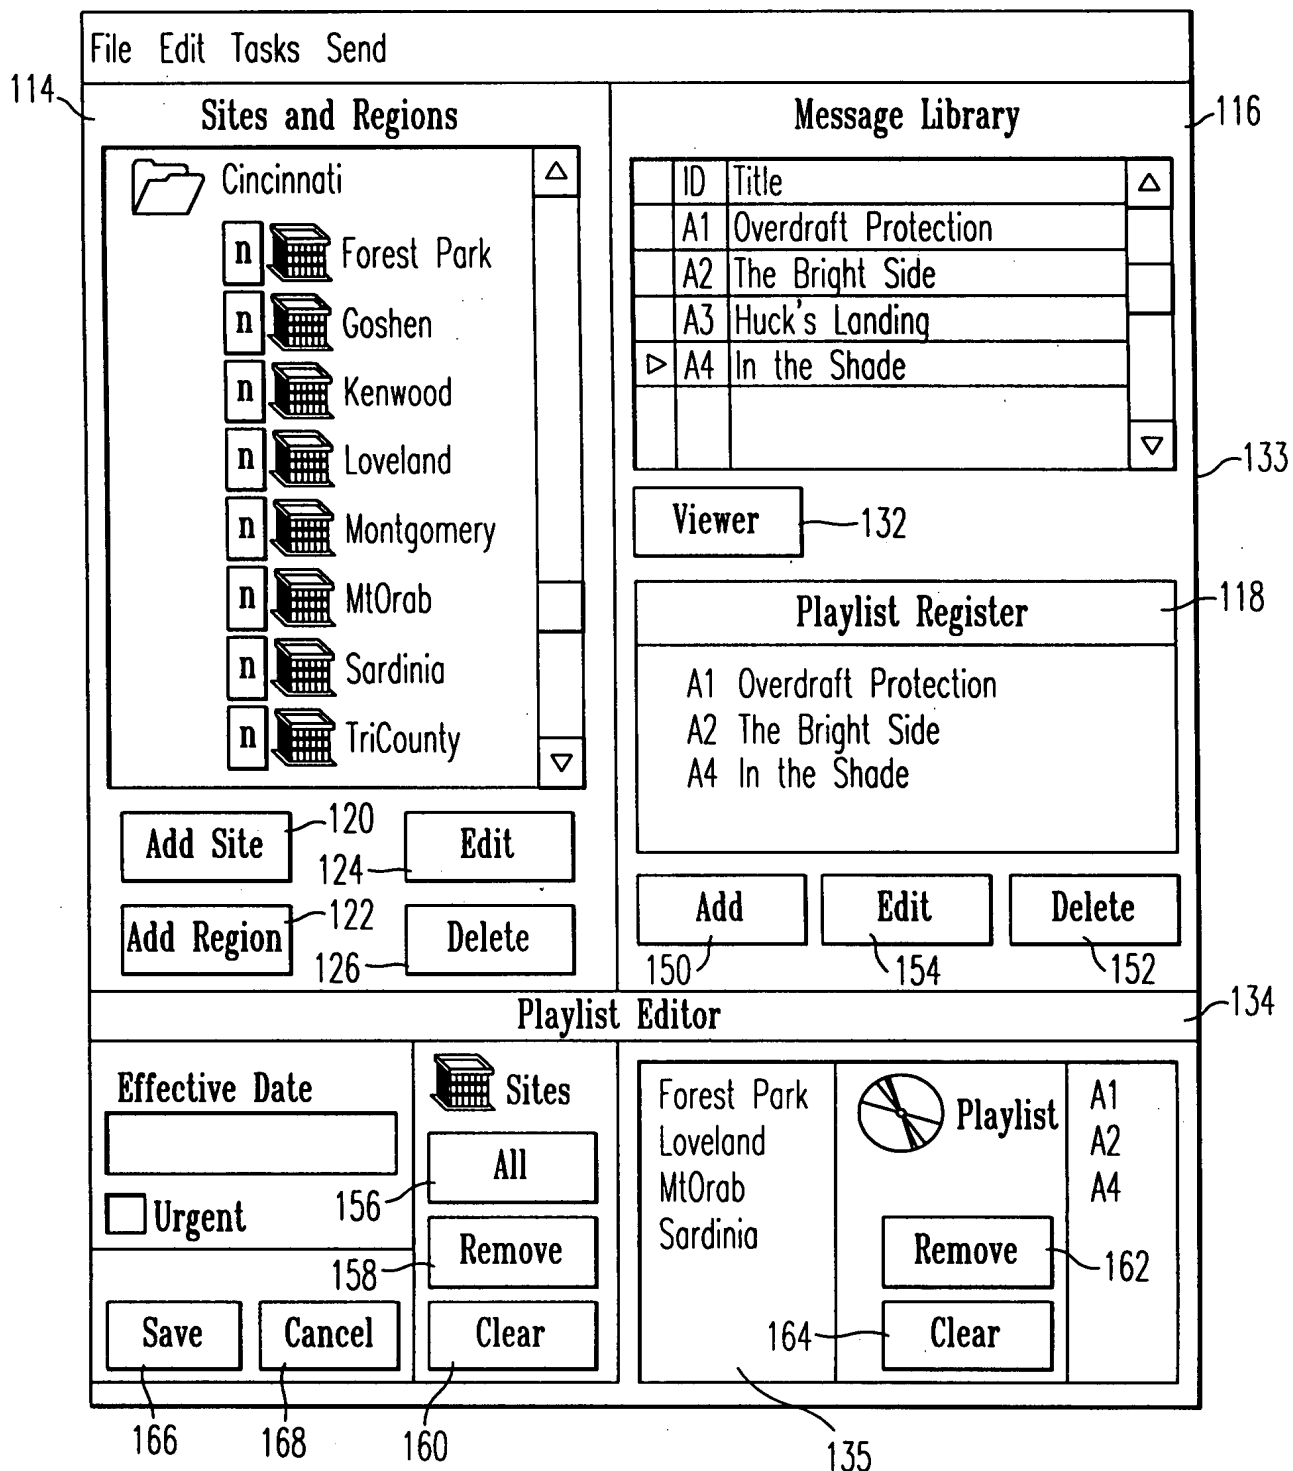 File Edit Tasks Send
114
Sites and Regions
Cincinnati
n Forest Park
n Goshen
n Kenwood
n Loveland
n Montgomery
n MtOrab
n Sardinia
n TriCounty
Add Site
120
Edit
124
Add Region
122
Delete
126
Message Library
116
ID Title
A1 Overdraft Protection
A2 The Bright Side
A3 Huck's Landing
A4 In the Shade
133
Viewer
132
Playlist Register
118
A1 Overdraft Protection
A2 The Bright Side
A4 In the Shade
Add
Edit
Delete
150
154
152
Playlist Editor
134
Effective Date
Urgent
Save
Cancel
166
168
Sites
All
156
Remove
158
Clear
160
Forest Park
Loveland
MtOrab
Sardinia
135
Playlist
Remove
162
Clear
164
A1
A2
A4